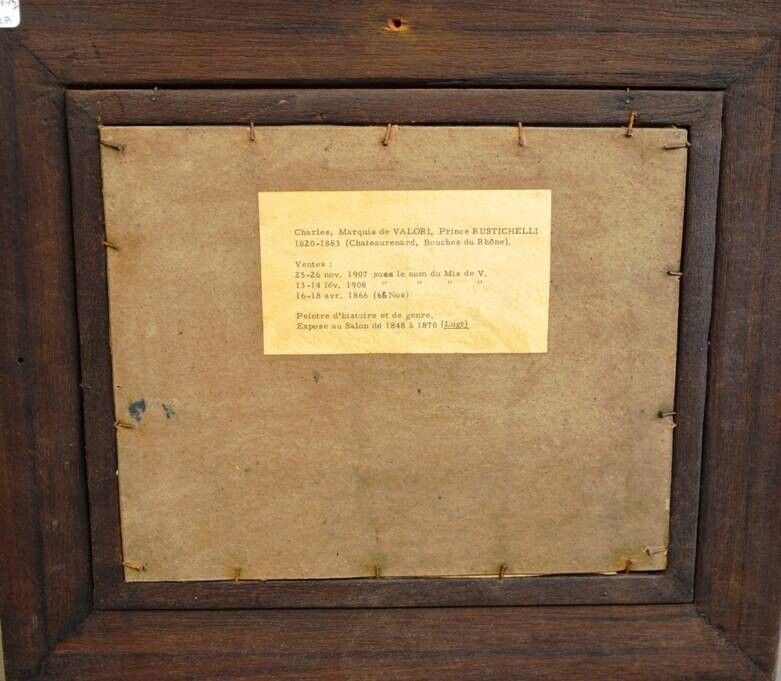 Charles, Marquis de VALORI, Prince RUSTICHELLI
1820-1883 (Chateaurenard, Bouches du Rhône).
Ventes :
25-26 nov. 1907 sous le nom du Mis de V.
13-14 fév. 1908 " " " "
16-18 avr. 1866 (66 Nos)
Peintre d'histoire et de genre.
Expose au Salon de 1848 à 1870 (Lugt)